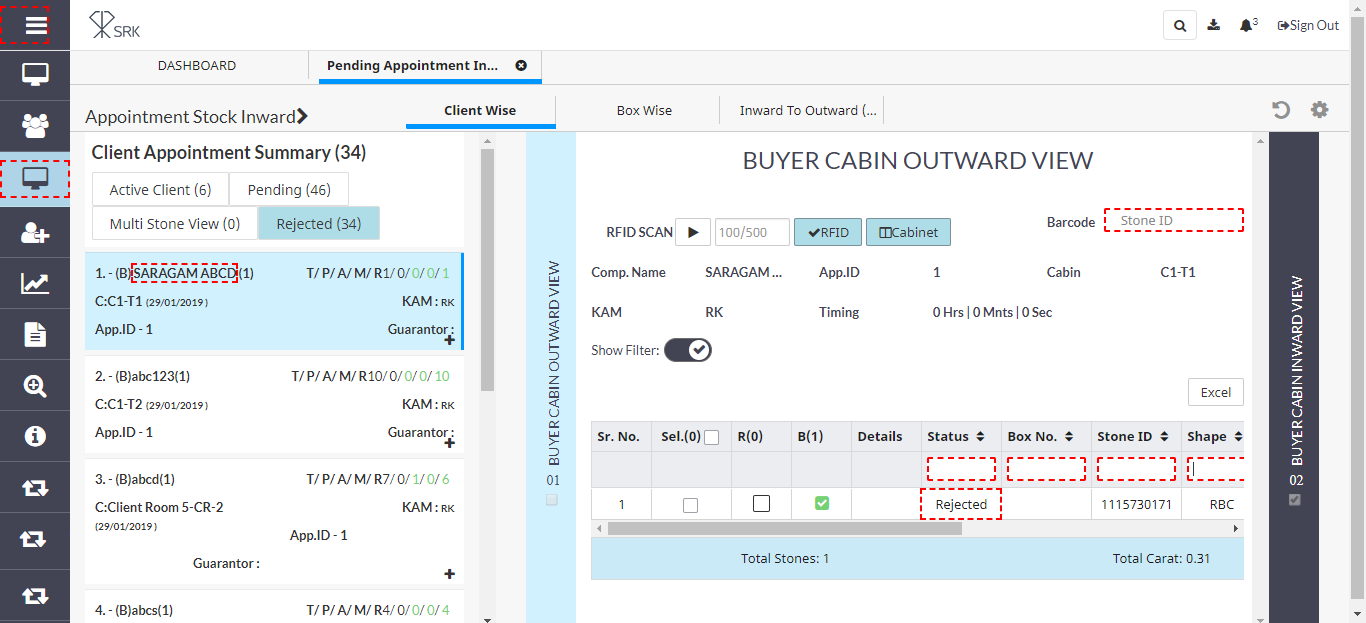 SRK
3
Sign Out
DASHBOARD
Pending Appointment In...
Appointment Stock Inward
Client Wise
Box Wise
Inward To Outward (...
Client Appointment Summary (34)
Active Client (6)
Pending (46)
Multi Stone View (0)
Rejected (34)
1. - (B)SARAGAM ABCD(1) T/ P/ A/ M/ R1/ 0/0/0/1
C:C1-T1 (29/01/2019 ) KAM : RK
App.ID - 1 Guarantor :
2. - (B)abc123(1) T/ P/ A/ M/ R10/ 0/0/0/10
C:C1-T2 (29/01/2019 ) KAM : RK
App.ID - 1 Guarantor :
3. - (B)abcd(1) T/ P/ A/ M/ R7/ 0/1/0/6
C:Client Room 5-CR-2 KAM : RK
(29/01/2019 )
App.ID - 1
Guarantor :
4. - (B)abcs(1) T/ P/ A/ M/ R4/ 0/0/0/4
01 BUYER CABIN OUTWARD VIEW
BUYER CABIN OUTWARD VIEW
RFID SCAN 100/500 RFID Cabinet Barcode Stone ID
Comp. Name SARAGAM ... App.ID 1 Cabin C1-T1
KAM RK Timing 0 Hrs | 0 Mnts | 0 Sec
Show Filter:
Excel
Sr. No. Sel.(0) R(0) B(1) Details Status Box No. Stone ID Shape
1 Rejected 1115730171 RBC
Total Stones: 1 Total Carat: 0.31
02 BUYER CABIN INWARD VIEW